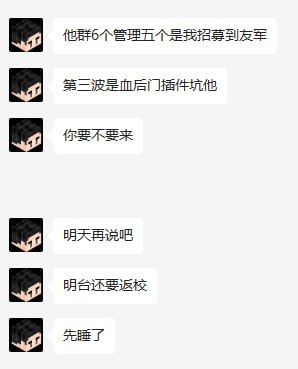 他群6个管理五个是我招募到友军
第三波是血后门插件坑他
你要不要来
明天再说吧
明台还要返校
先睡了